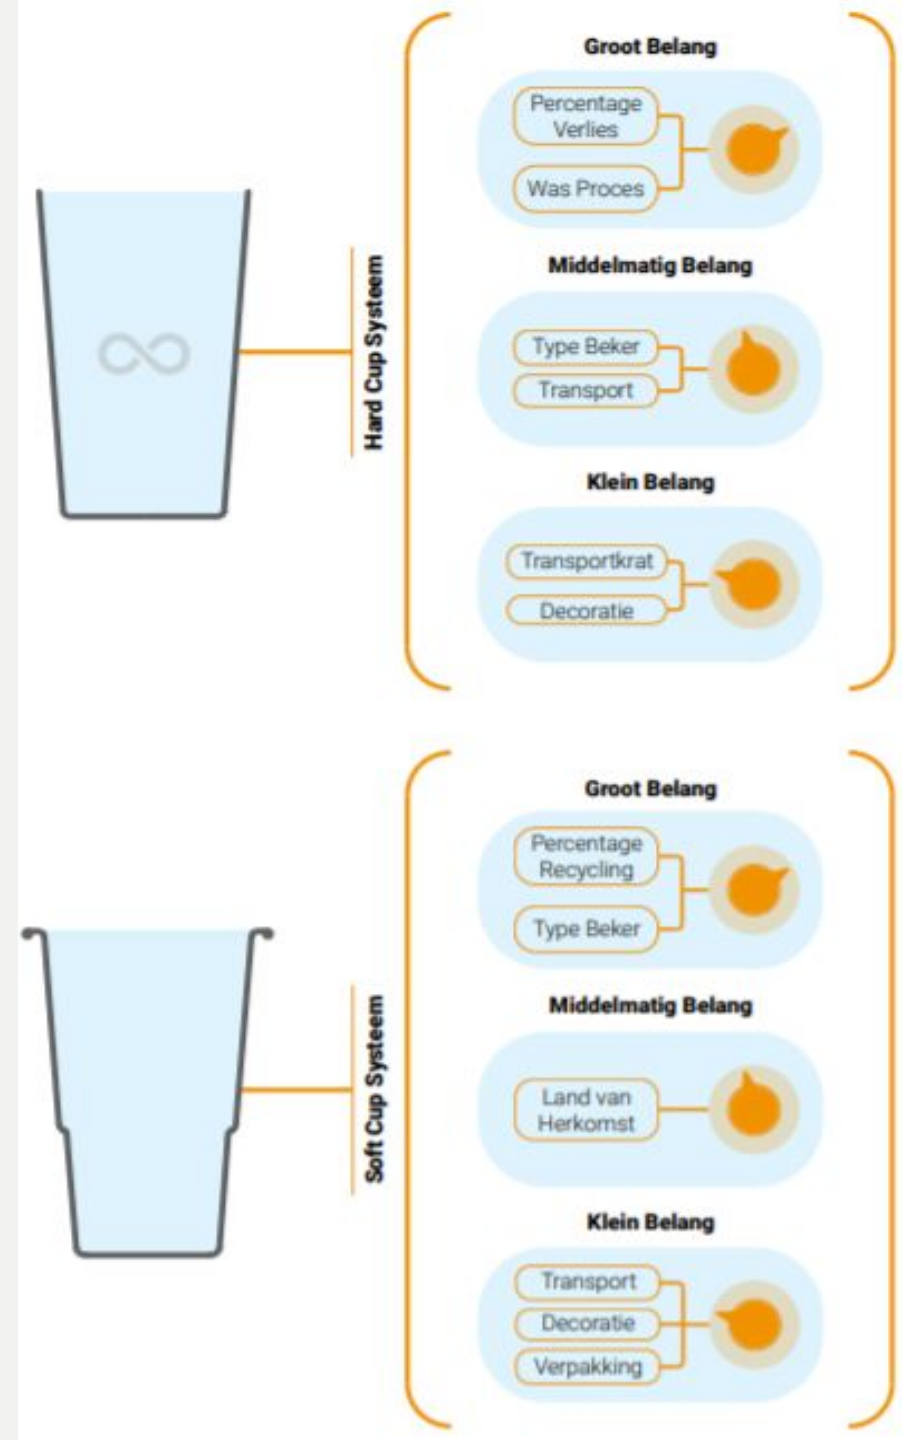 Groot Belang
Percentage
Verlies
Was Proces
Middelmatig Belang
Type Beker
Transport
Klein Belang
Transportkrat
Decoratie
Hard Cup Systeem
Groot Belang
Percentage
Recycling
Type Beker
Middelmatig Belang
Land van
Herkomst
Klein Belang
Transport
Decoratie
Verpakking
Soft Cup Systeem